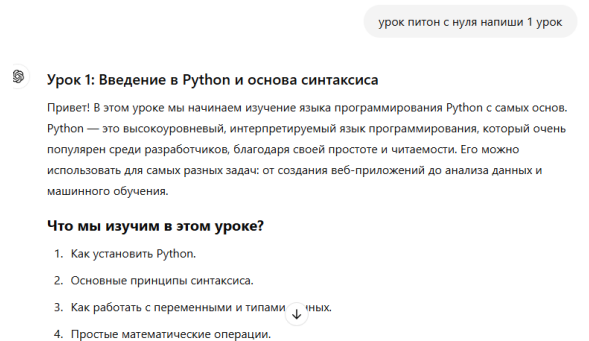 урок питон с нуля напиши 1 урок
Урок 1: Введение в Python и основа синтаксиса
Привет! В этом уроке мы начинаем изучение языка программирования Python с самых основ.
Python — это высокоуровневый, интерпретируемый язык программирования, который очень
популярен среди разработчиков, благодаря своей простоте и читаемости. Его можно
использовать для самых разных задач: от создания веб-приложений до анализа данных и
машинного обучения.
Что мы изучим в этом уроке?
1. Как установить Python.
2. Основные принципы синтаксиса.
3. Как работать с переменными и типами данных.
4. Простые математические операции.